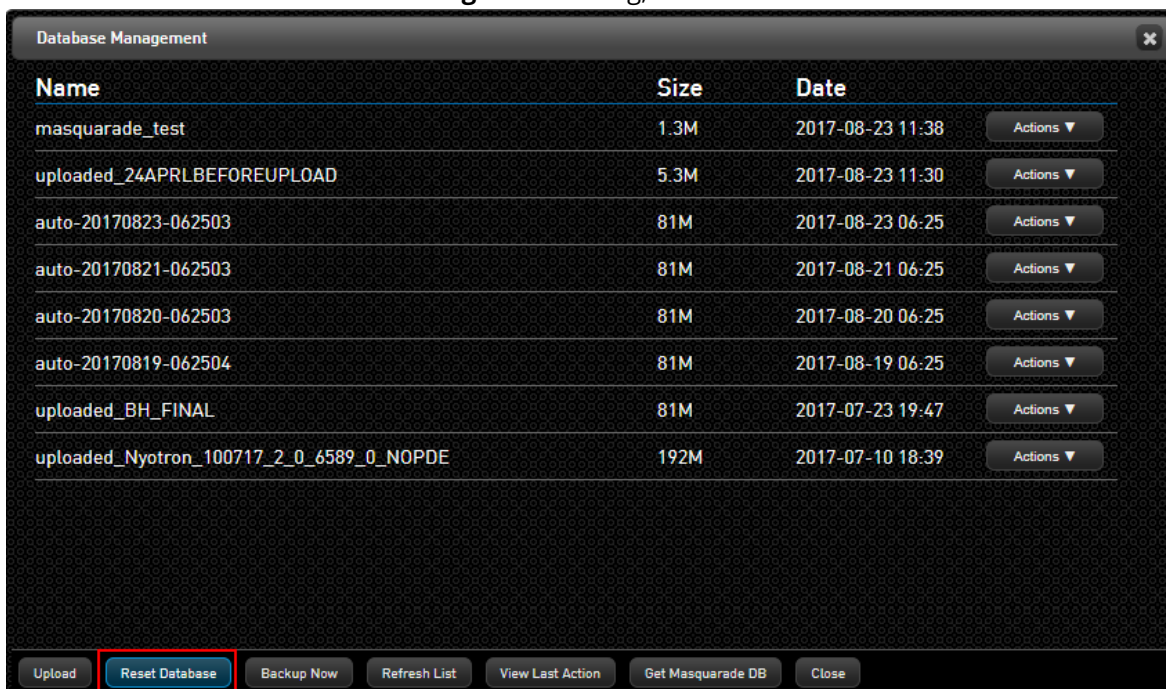 Database Management
Name Size Date
masquarade_test 1.3M 2017-08-23 11:38 Actions ▼
uploaded_24APRLBEFOREUPLOAD 5.3M 2017-08-23 11:30 Actions ▼
auto-20170823-062503 81M 2017-08-23 06:25 Actions ▼
auto-20170821-062503 81M 2017-08-21 06:25 Actions ▼
auto-20170820-062503 81M 2017-08-20 06:25 Actions ▼
auto-20170819-062504 81M 2017-08-19 06:25 Actions ▼
uploaded_BH_FINAL 81M 2017-07-23 19:47 Actions ▼
uploaded_Nyotron_100717_2_0_6589_0_NOPDE 192M 2017-07-10 18:39 Actions ▼
Upload Reset Database Backup Now Refresh List View Last Action Get Masquarade DB Close